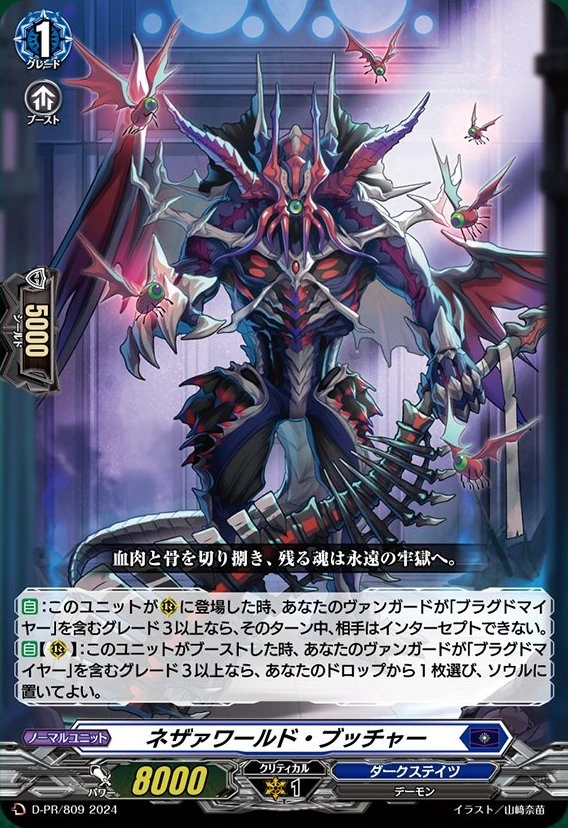 1
グレード
ブースト
5000
シールド
血肉と骨を切り捌き、残る魂は永遠の牢獄へ。
自：このユニットがRに登場した時、あなたのヴァンガードが「ブラグドマイ
ヤー」を含むグレード3以上なら、そのターン中、相手はインターセプトできない。
自【R】：このユニットがブーストした時、あなたのヴァンガードが「ブラグドマ
イヤー」を含むグレード3以上なら、あなたのドロップから1枚選び、ソウルに
置いてよい。
ノーマルユニット
ネザァワールド・ブッチャー
パワー 8000
クリティカル
1
ダークステイツ
デーモン
D-PR/809 2024
イラスト／山﨑奈苗